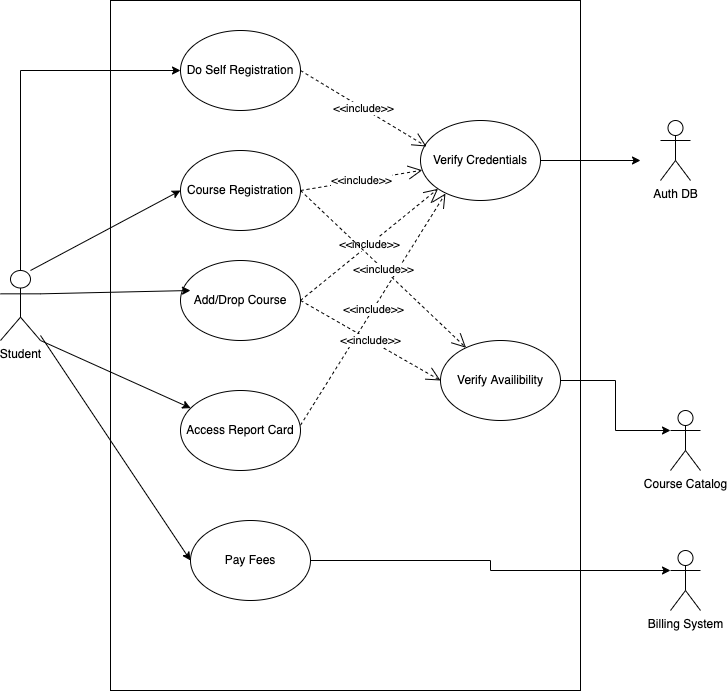 Do Self Registration
<<include>>
Verify Credentials
Auth DB
Course Registration
<<include>>
<<include>>
<<include>>
Add/Drop Course
<<include>>
<<include>>
Student
Verify Availibility
Access Report Card
Course Catalog
Pay Fees
Billing System